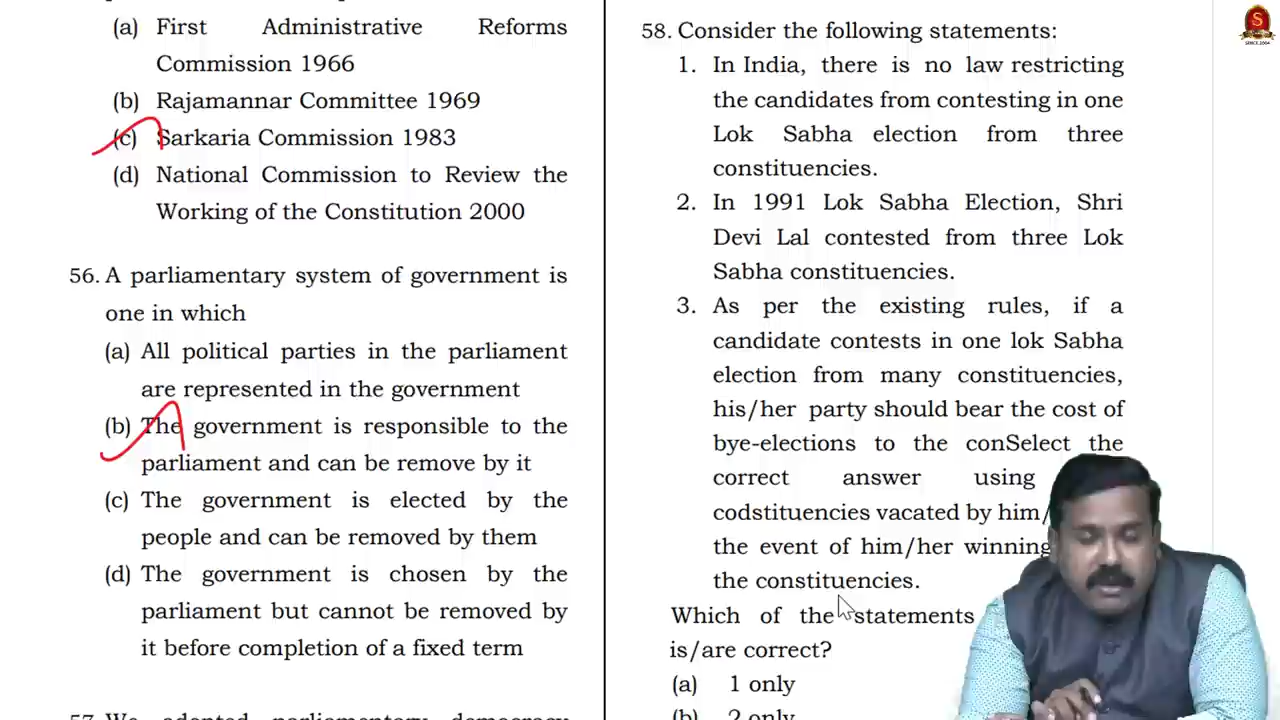 (a) First Administrative Reforms
Commission 1966
(b) Rajamannar Committee 1969
(c) Sarkaria Commission 1983
(d) National Commission to Review the
Working of the Constitution 2000
56. A parliamentary system of government is
one in which
(a) All political parties in the parliament
are represented in the government
(b) The government is responsible to the
parliament and can be remove by it
(c) The government is elected by the
people and can be removed by them
(d) The government is chosen by the
parliament but cannot be removed by
it before completion of a fixed term
57. We adopted parliamentary democracy
58. Consider the following statements:
1. In India, there is no law restricting
the candidates from contesting in one
Lok Sabha election from three
constituencies.
2. In 1991 Lok Sabha Election, Shri
Devi Lal contested from three Lok
Sabha constituencies.
3. As per the existing rules, if a
candidate contests in one lok Sabha
election from many constituencies,
his/her party should bear the cost of
bye-elections to the conSelect the
correct answer using
codstituencies vacated by him/
the event of him/her winning
the constituencies.
Which of the statements
is/are correct?
(a) 1 only
(b) 2 only
S
SINCE 2004